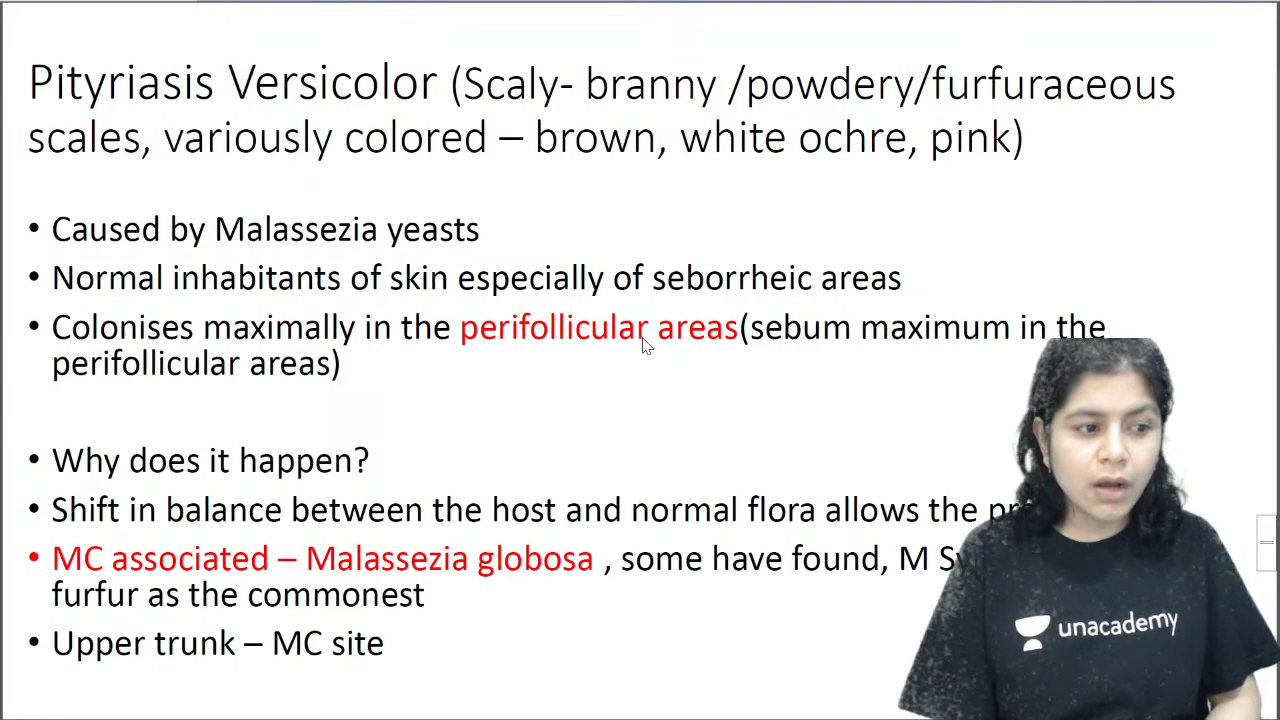 Pityriasis Versicolor (Scaly- branny /powdery/furfuraceous
scales, variously colored – brown, white ochre, pink)
• Caused by Malassezia yeasts
• Normal inhabitants of skin especially of seborrheic areas
• Colonises maximally in the perifollicular areas(sebum maximum in the
perifollicular areas)
• Why does it happen?
• Shift in balance between the host and normal flora allows the
• MC associated – Malassezia globosa , some have found, M
furfur as the commonest
• Upper trunk – MC site
unacademy